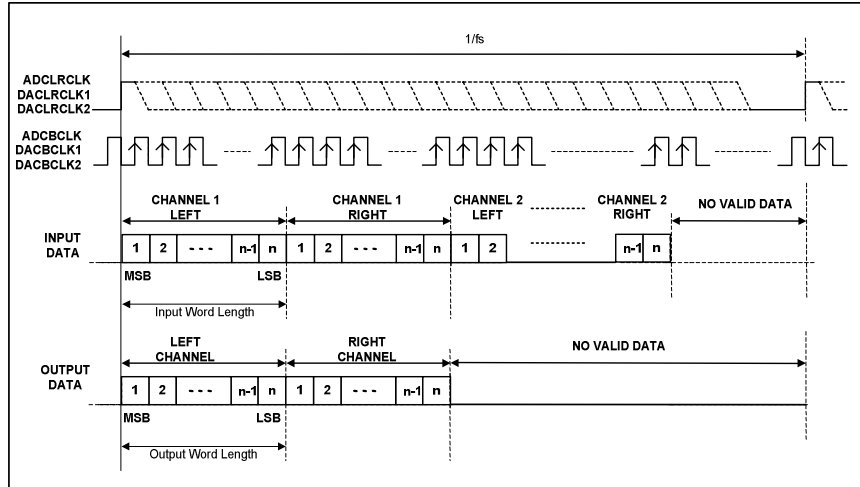 1/fs
ADCLRCLK
DACLRCLK1
DACLRCLK2
ADCBCLK
DACBCLK1
DACBCLK2
CHANNEL 1 LEFT
CHANNEL 1 RIGHT
CHANNEL 2 LEFT
CHANNEL 2 RIGHT
NO VALID DATA
INPUT DATA
1 2 - - - n-1 n 1 2 - - - n-1 n 1 2 n-1 n
MSB LSB
Input Word Length
LEFT CHANNEL
RIGHT CHANNEL
NO VALID DATA
OUTPUT DATA
1 2 - - - n-1 n 1 2 - - - n-1 n
MSB LSB
Output Word Length